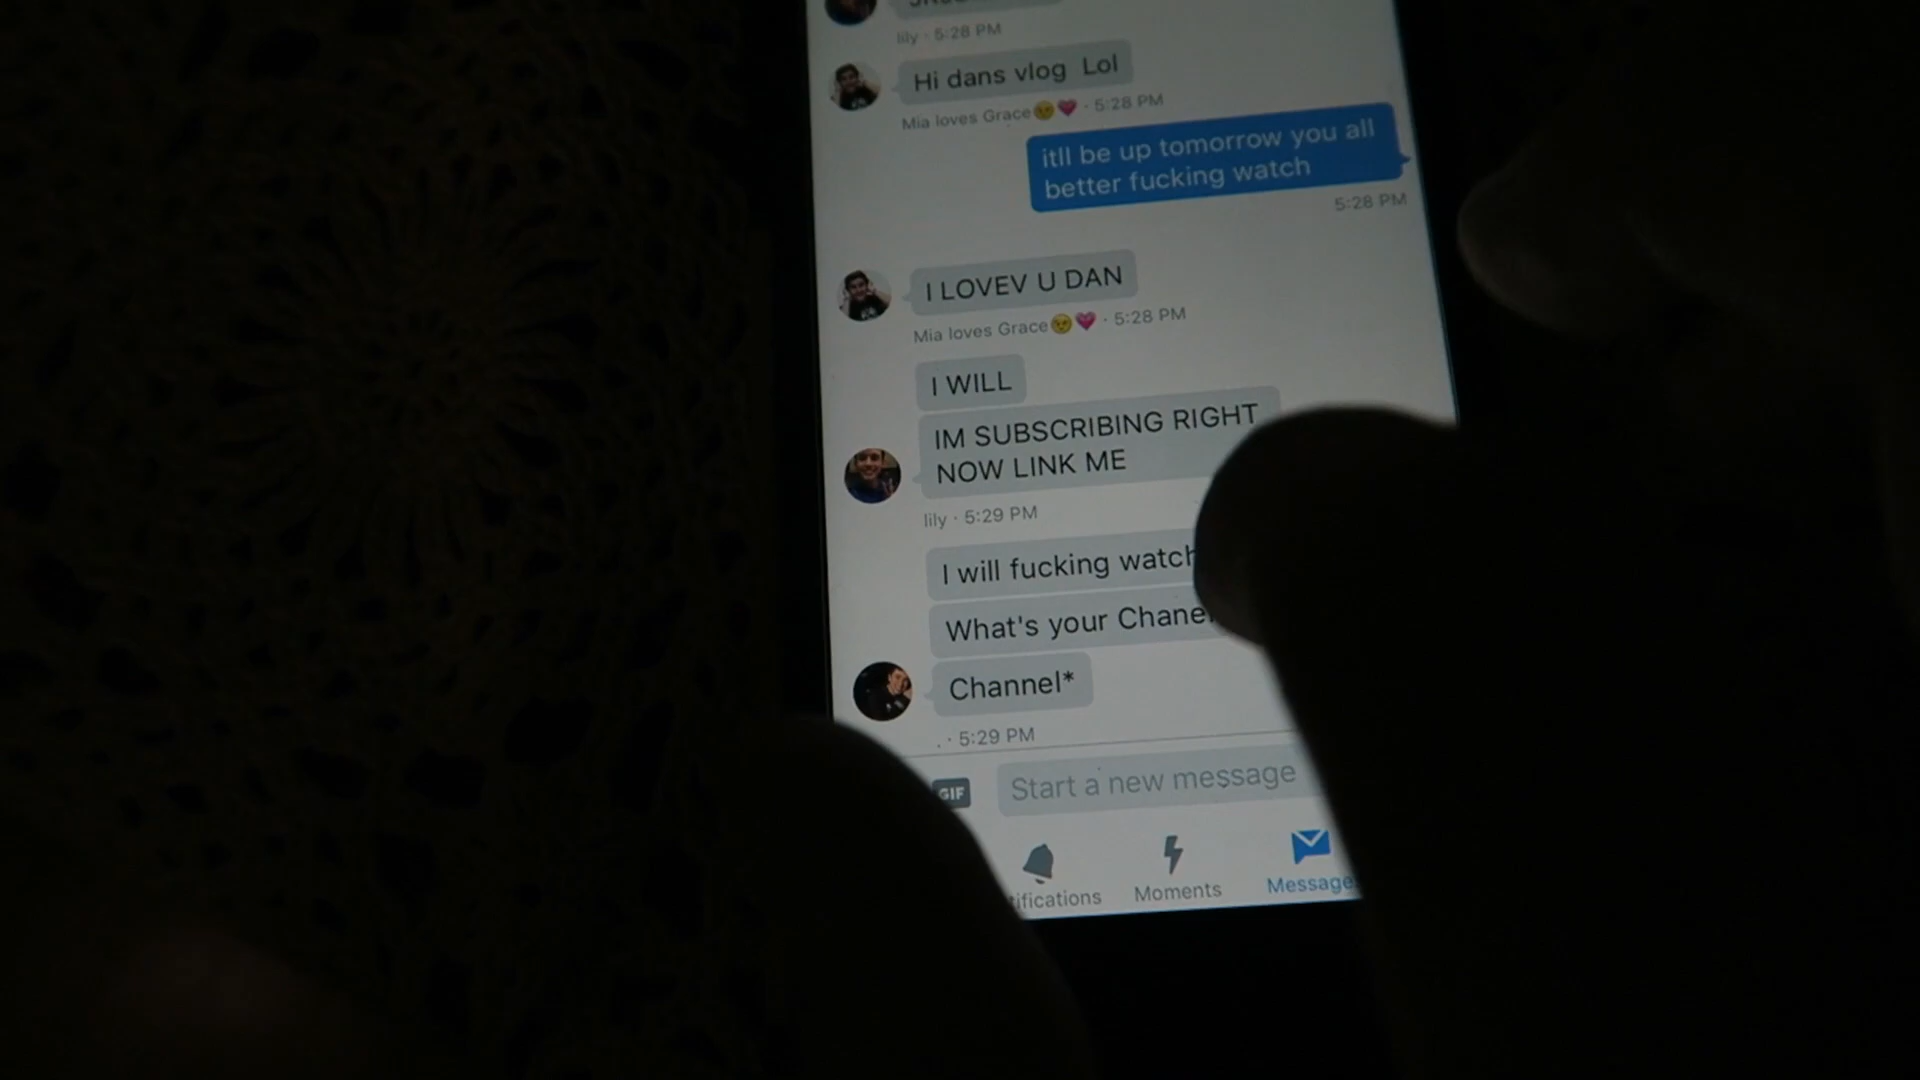 lily · 5:28 PM
Hi dans vlog Lol
Mia loves Grace😢💗 · 5:28 PM
itll be up tomorrow you all
better fucking watch
5:28 PM
I LOVEV U DAN
Mia loves Grace😢💗 · 5:28 PM
I WILL
IM SUBSCRIBING RIGHT
NOW LINK ME
lily · 5:29 PM
I will fucking watch
What's your Chanel
Channel*
. · 5:29 PM
GIF
Start a new message
ifications
Moments
Message